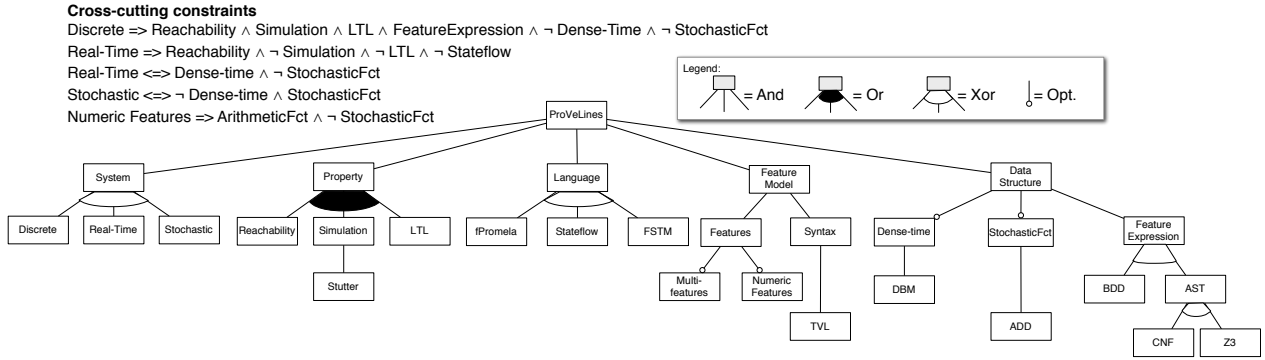 Cross-cutting constraints
Discrete => Reachability ∧ Simulation ∧ LTL ∧ FeatureExpression ∧ ¬ Dense-Time ∧ ¬ StochasticFct
Real-Time => Reachability ∧ ¬ Simulation ∧ ¬ LTL ∧ ¬ Stateflow
Real-Time <=> Dense-time ∧ ¬ StochasticFct
Stochastic <=> ¬ Dense-time ∧ StochasticFct
Numeric Features => ArithmeticFct ∧ ¬ StochasticFct
Legend:
= And
= Or
= Xor
= Opt.
ProVeLines
System
Property
Language
Feature
Model
Data
Structure
Discrete
Real-Time
Stochastic
Reachability
Simulation
LTL
fPromela
Stateflow
FSTM
Features
Syntax
Dense-time
StochasticFct
Feature
Expression
Stutter
Multi-
features
Numeric
Features
DBM
BDD
AST
TVL
ADD
CNF
Z3